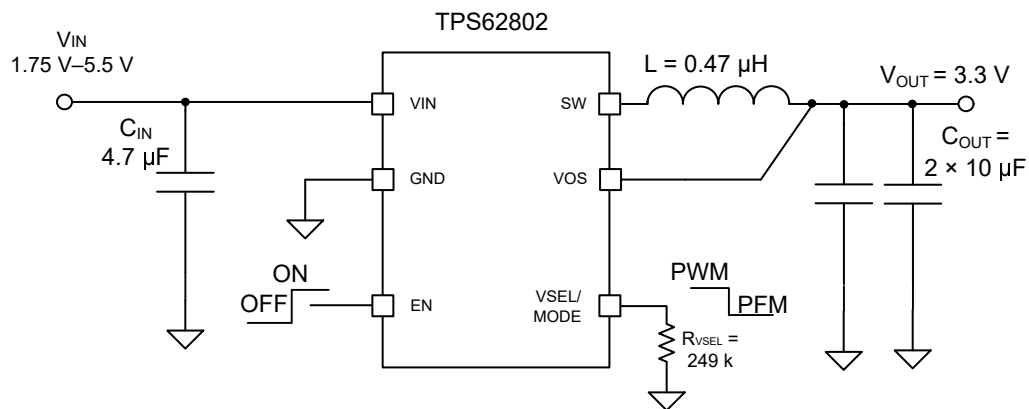 TPS62802
VIN
1.75 V–5.5 V
L = 0.47 µH
VOUT = 3.3 V
VIN
SW
CIN
4.7 µF
COUT =
2 × 10 µF
GND
VOS
ON
OFF
EN
VSEL/
MODE
PWM
PFM
RVSEL =
249 k